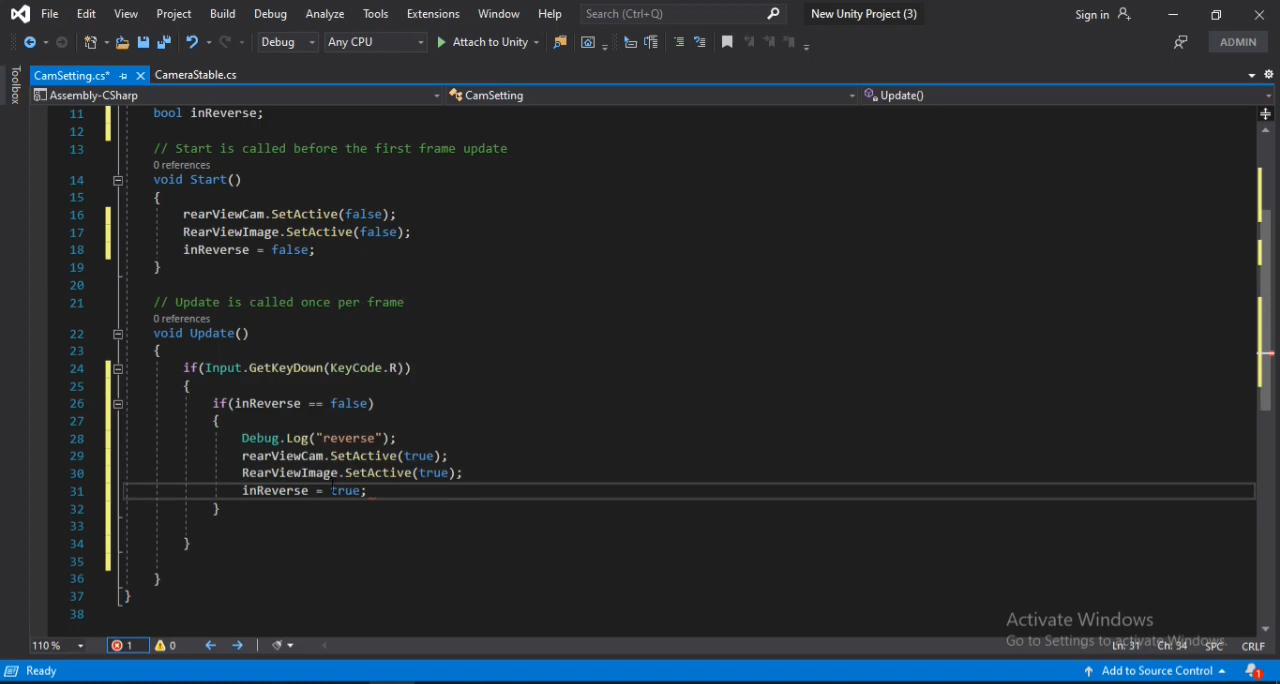 File Edit View Project Build Debug Analyze Tools Extensions Window Help Search (Ctrl+Q) New Unity Project (3) Sign in
Debug Any CPU Attach to Unity ADMIN
Toolbox
CamSetting.cs* CameraStable.cs
Assembly-CSharp CamSetting Update()
11 bool inReverse;
12
13 // Start is called before the first frame update
0 references
14 void Start()
15 {
16 rearViewCam.SetActive(false);
17 RearViewImage.SetActive(false);
18 inReverse = false;
19 }
20
21 // Update is called once per frame
0 references
22 void Update()
23 {
24 if(Input.GetKeyDown(KeyCode.R))
25 {
26 if(inReverse == false)
27 {
28 Debug.Log("reverse");
29 rearViewCam.SetActive(true);
30 RearViewImage.SetActive(true);
31 inReverse = true;
32 }
33
34 }
35
36 }
37 }
38
Activate Windows
Go to Settings to activate Windows.
110 % 1 0 Ln: 31 Ch: 34 SPC CRLF
Ready Add to Source Control 1